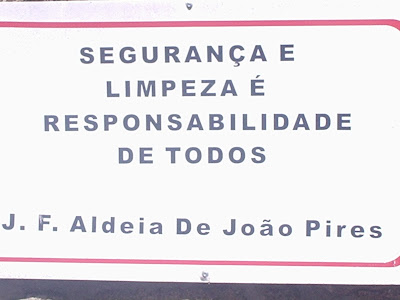 SEGURANÇA E
LIMPEZA É
RESPONSABILIDADE
DE TODOS
J. F. Aldeia De João Pires